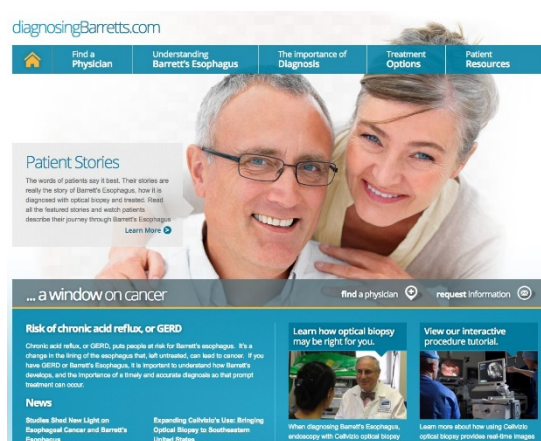 diagnosingBarretts.com
Find a
Physician
Understanding
Barrett's Esophagus
The importance of
Diagnosis
Treatment
Options
Patient
Resources
Patient Stories
The words of patients say it best. Their stories are
really the story of Barrett's Esophagus, how it is
diagnosed with optical biopsy and treated. Read
all the featured stories and watch patients
describe their journey through Barrett's Esophagus
Learn More
... a window on cancer
find a physician
request information
Risk of chronic acid reflux, or GERD
Chronic acid reflux, or GERD, puts people at risk for Barrett's esophagus. It's a
change in the lining of the esophagus that, left untreated, can lead to cancer. If you
have GERD or Barrett's Esophagus, it is important to understand how Barrett's
develops, and the importance of a timely and accurate diagnosis so that prompt
treatment can occur.
News
Studies Shed New Light on
Esophageal Cancer and Barrett's
Esophagus
Expanding Cellvizio's Use: Bringing
Optical Biopsy to Southeastern
United States
Learn how optical biopsy
may be right for you.
When diagnosing Barrett's Esophagus,
endoscopy with Cellvizio optical biopsy
View our interactive
procedure tutorial.
Learn more about how using Cellvizio
optical biopsy provides real-time images